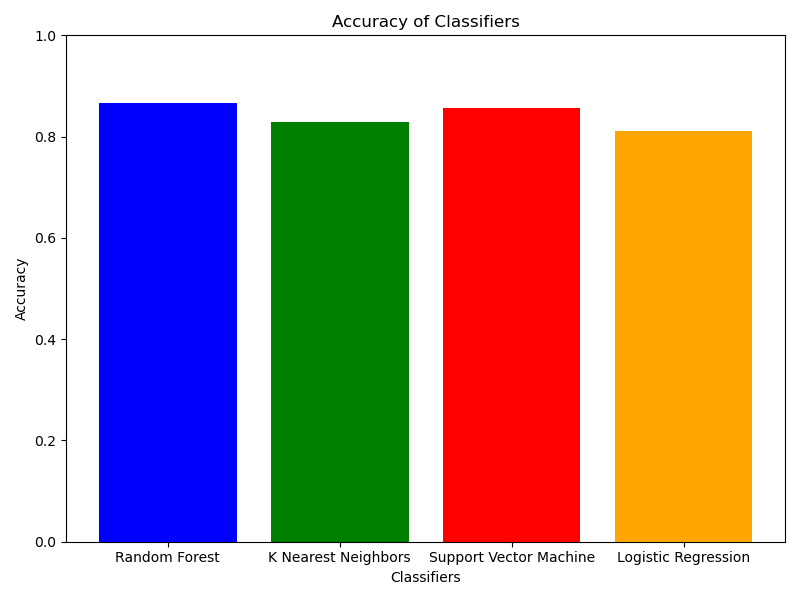 Accuracy of Classifiers
1.0
0.8
0.6
0.4
0.2
0.0
Accuracy
Random Forest
K Nearest Neighbors
Support Vector Machine
Logistic Regression
Classifiers